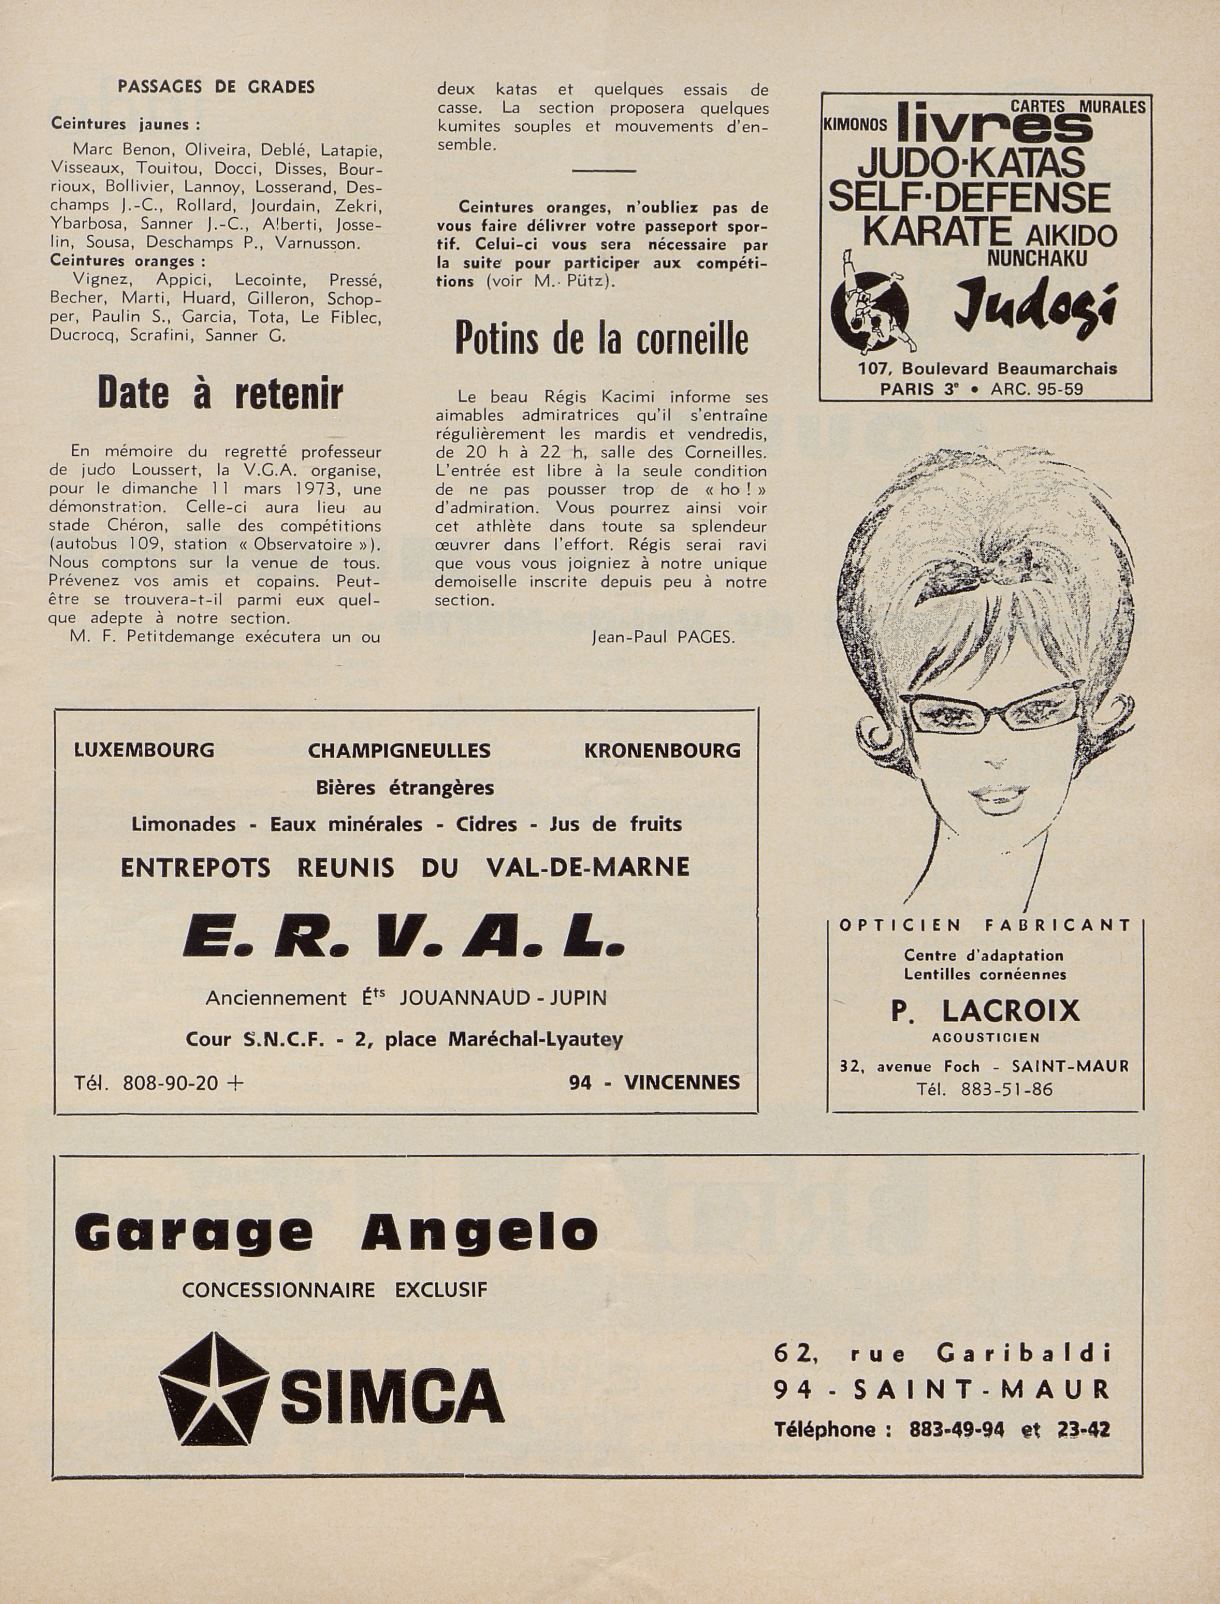 PASSAGES DE GRADES
Ceintures jaunes :
Marc Benon, Oliveira, Deblé, Latapie,
Visseaux, Touitou, Docci, Disses, Bour-
rioux, Bollivier, Lannoy, Losserand, Des-
champs J.-C., Rollard, Jourdain, Zekri,
Ybarbosa, Sanner J.-C., Alberti, Josse-
lin, Sousa, Deschamps P., Varnusson.
Ceintures oranges :
Vignez, Appici, Lecointe, Pressé,
Becher, Marti, Huard, Gilleron, Schop-
per, Paulin S., Garcia, Tota, Le Fiblec,
Ducrocq, Scrafini, Sanner G.
Date à retenir
En mémoire du regretté professeur
de judo Loussert, la V.G.A. organise,
pour le dimanche 11 mars 1973, une
démonstration. Celle-ci aura lieu au
stade Chéron, salle des compétitions
(autobus 109, station « Observatoire »).
Nous comptons sur la venue de tous.
Prévenez vos amis et copains. Peut-
être se trouvera-t-il parmi eux quel-
que adepte à notre section.
M. F. Petitdemange exécutera un ou
deux katas et quelques essais de
casse. La section proposera quelques
kumites souples et mouvements d'en-
semble.
Ceintures oranges, n'oubliez pas de
vous faire délivrer votre passeport spor-
tif. Celui-ci vous sera nécessaire par
la suite pour participer aux compéti-
tions (voir M. Pütz).
Potins de la corneille
Le beau Régis Kacimi informe ses
aimables admiratrices qu'il s'entraîne
régulièrement les mardis et vendredis,
de 20 h à 22 h, salle des Corneilles.
L'entrée est libre à la seule condition
de ne pas pousser trop de « ho ! »
d'admiration. Vous pourrez ainsi voir
cet athlète dans toute sa splendeur
œuvrer dans l'effort. Régis serai ravi
que vous vous joigniez à notre unique
demoiselle inscrite depuis peu à notre
section.
Jean-Paul PAGES.
CARTES MURALES
KIMONOS livres
JUDO·KATAS
SELF·DEFENSE
KARATE AIKIDO
NUNCHAKU
Judogi
107, Boulevard Beaumarchais
PARIS 3e • ARC. 95-59
LUXEMBOURG CHAMPIGNEULLES KRONENBOURG
Bières étrangères
Limonades - Eaux minérales - Cidres - Jus de fruits
ENTREPOTS REUNIS DU VAL-DE-MARNE
E. R. V. A. L.
Anciennement Éts JOUANNAUD - JUPIN
Cour S.N.C.F. - 2, place Maréchal-Lyautey
Tél. 808-90-20 + 94 - VINCENNES
OPTICIEN FABRICANT
Centre d'adaptation
Lentilles cornéennes
P. LACROIX
ACOUSTICIEN
32, avenue Foch - SAINT-MAUR
Tél. 883-51-86
Garage Angelo
CONCESSIONNAIRE EXCLUSIF
SIMCA
62, rue Garibaldi
94 - SAINT-MAUR
Téléphone : 883-49-94 et 23-42